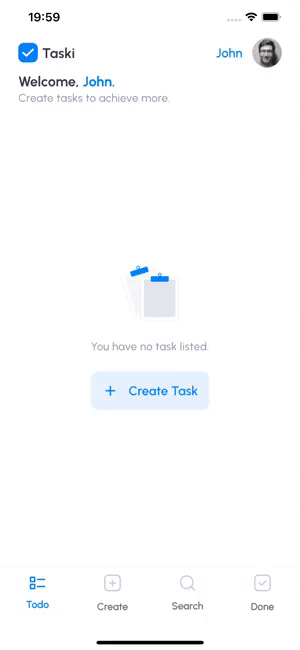 19:59
Taski
John
Welcome, John.
Create tasks to achieve more.
You have no task listed.
+ Create Task
Todo
Create
Search
Done